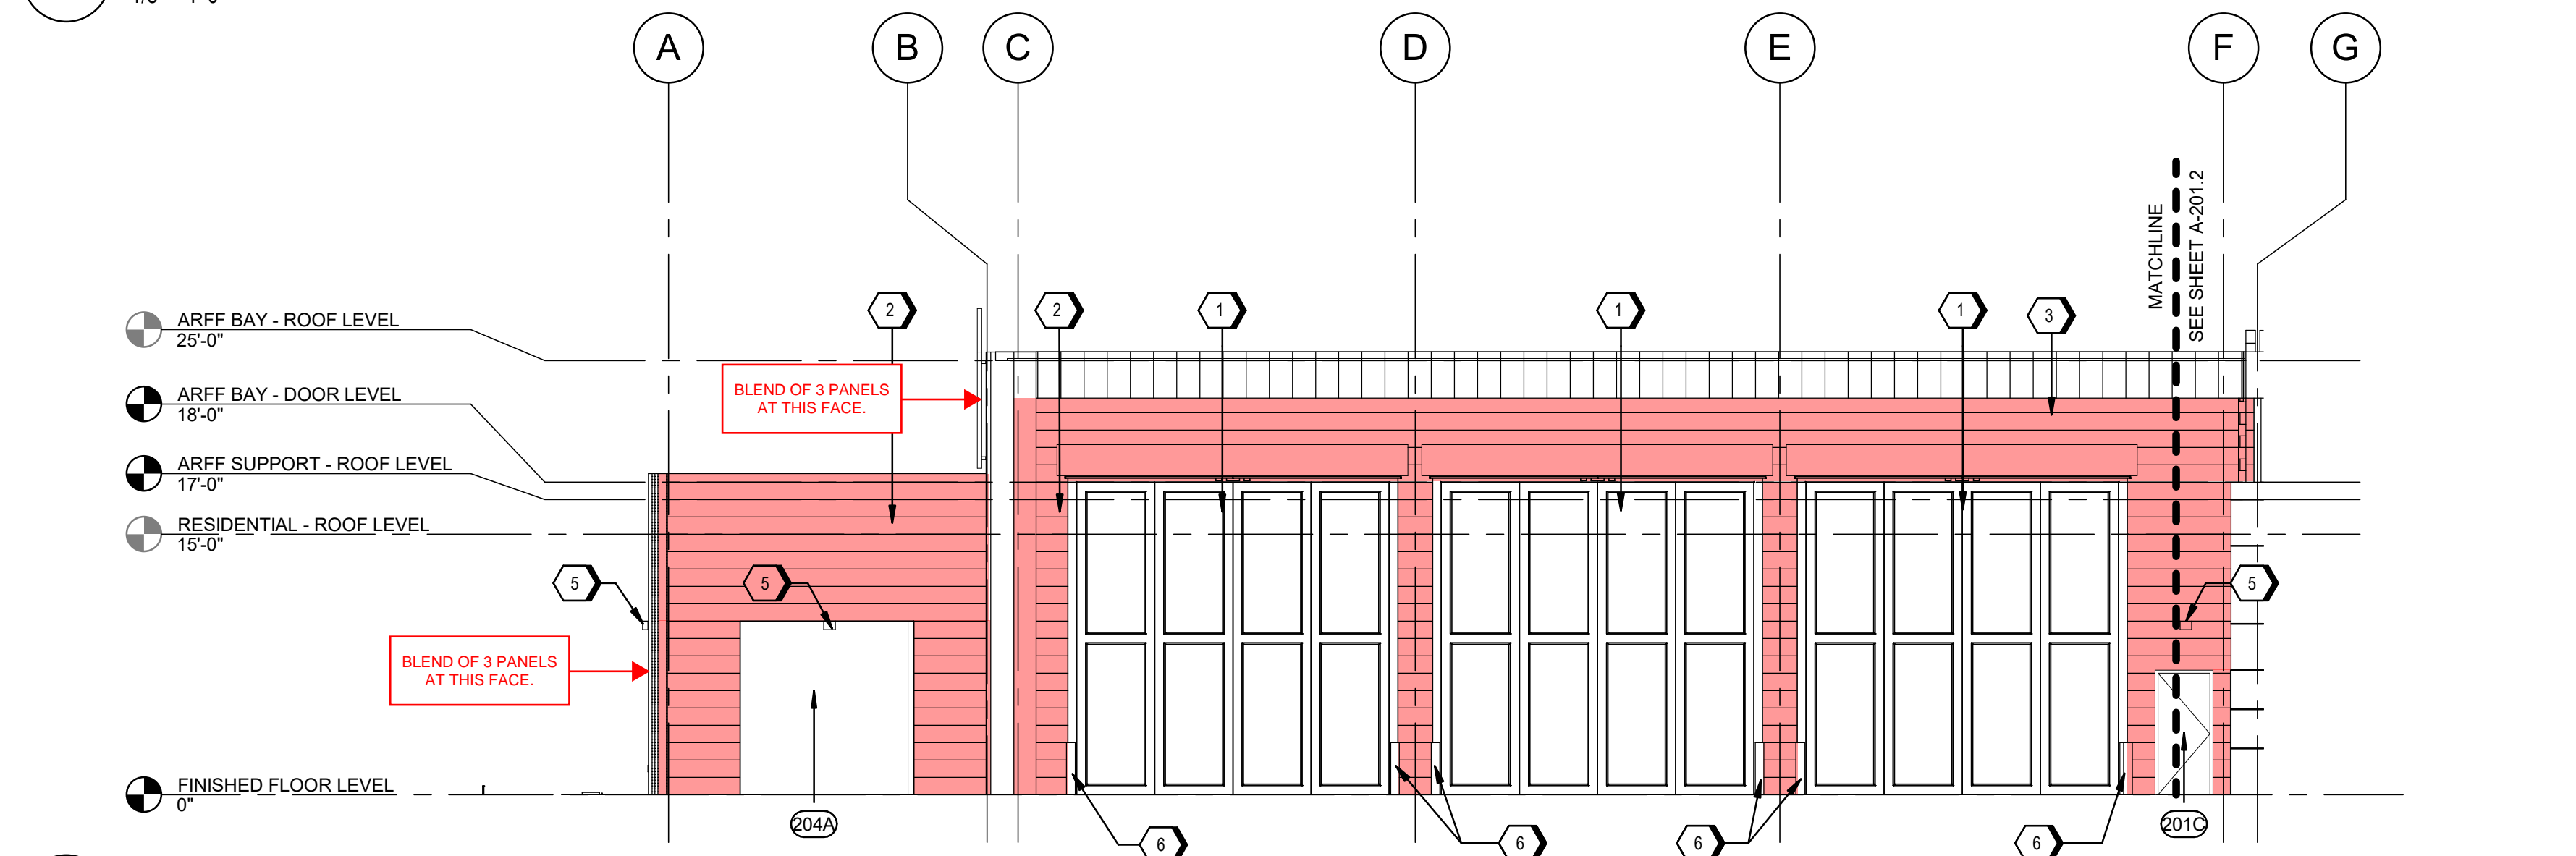 A
B
C
D
E
F
G
MATCHLINE
SEE SHEET A-201.2
2
2
1
1
1
3
ARFF BAY - ROOF LEVEL
25'-0"
BLEND OF 3 PANELS
AT THIS FACE.
ARFF BAY - DOOR LEVEL
18'-0"
ARFF SUPPORT - ROOF LEVEL
17'-0"
RESIDENTIAL - ROOF LEVEL
15'-0"
5
5
5
BLEND OF 3 PANELS
AT THIS FACE.
FINISHED FLOOR LEVEL
0"
204A
201C
6
6
6
6